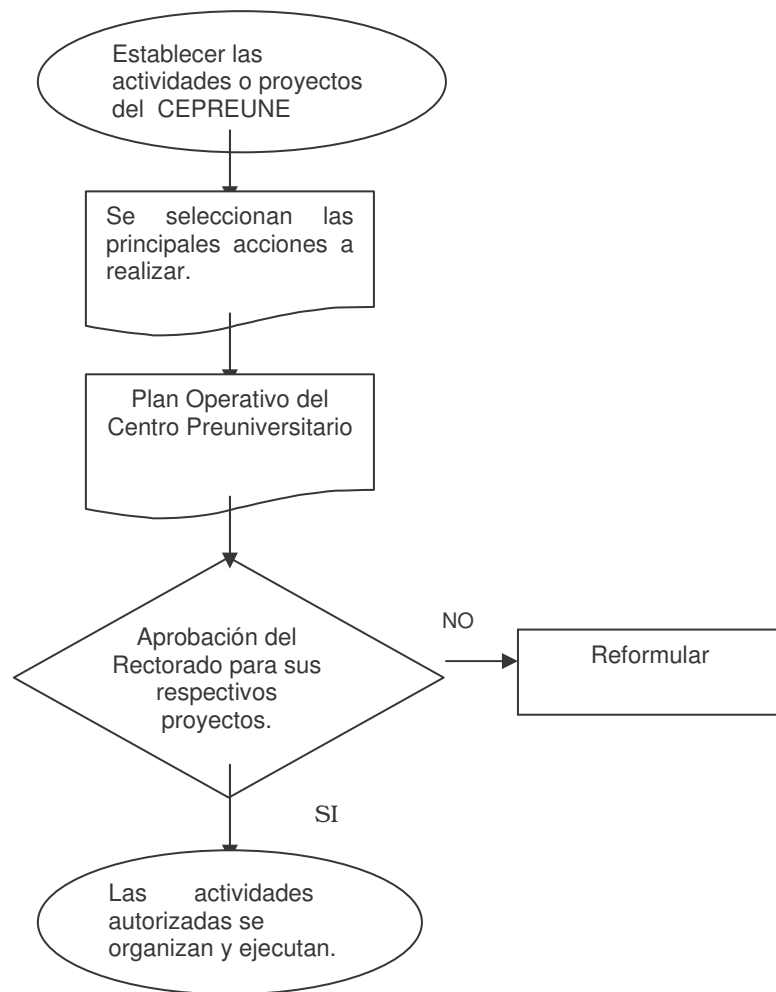 Establecer las
actividades o proyectos
del CEPREUNE
Se seleccionan las
principales acciones a
realizar.
Plan Operativo del
Centro Preuniversitario
Aprobación del
Rectorado para sus
respectivos
proyectos.
NO
Reformular
SI
Las actividades
autorizadas se
organizan y ejecutan.